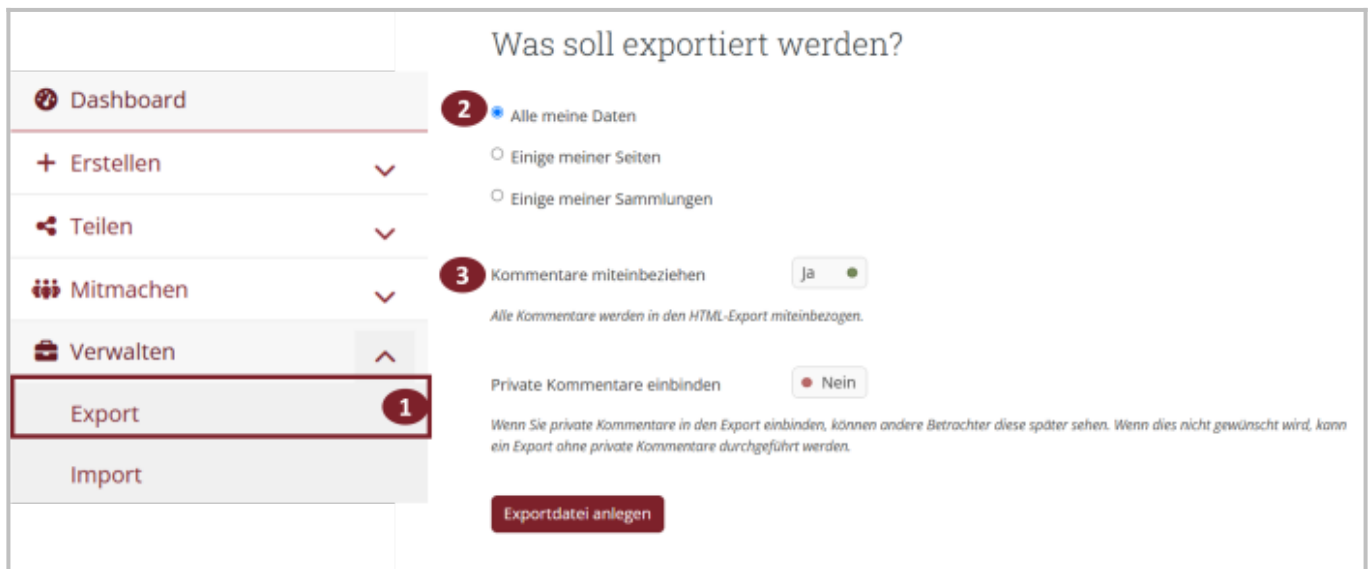 Was soll exportiert werden?
Dashboard
Erstellen
Teilen
Mitmachen
Verwalten
Export 1
Import
2 Alle meine Daten
Einige meiner Seiten
Einige meiner Sammlungen
3 Kommentare miteinbeziehen Ja
Alle Kommentare werden in den HTML-Export miteinbezogen.
Private Kommentare einbinden Nein
Wenn Sie private Kommentare in den Export einbinden, können andere Betrachter diese später sehen. Wenn dies nicht gewünscht wird, kann
ein Export ohne private Kommentare durchgeführt werden.
Exportdatei anlegen